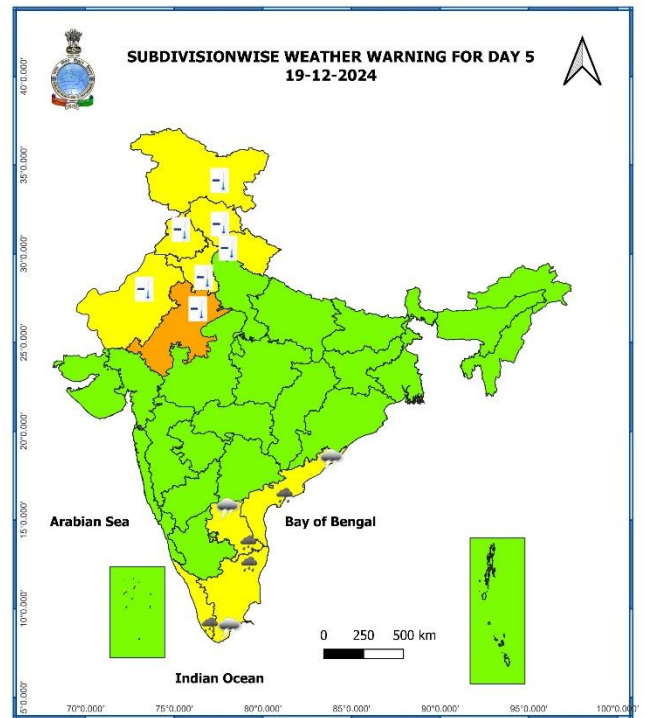 SUBDIVISIONWISE WEATHER WARNING FOR DAY 5
19-12-2024
40°0.000'
35°0.000'
30°0.000'
25°0.000'
20°0.000'
15°0.000'
10°0.000'
5°0.000'
Arabian Sea
Bay of Bengal
0 250 500 km
Indian Ocean
70°0.000' 75°0.000' 80°0.000' 85°0.000' 90°0.000' 95°0.000' 100°0.000'